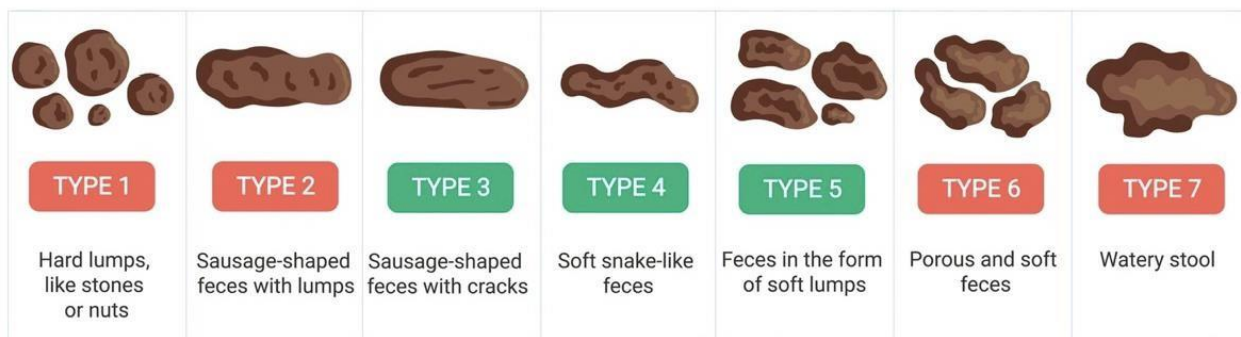 TYPE 1
TYPE 2
TYPE 3
TYPE 4
TYPE 5
TYPE 6
TYPE 7
Hard lumps,
like stones
or nuts
Sausage-shaped
feces with lumps
Sausage-shaped
feces with cracks
Soft snake-like
feces
Feces in the form
of soft lumps
Porous and soft
feces
Watery stool